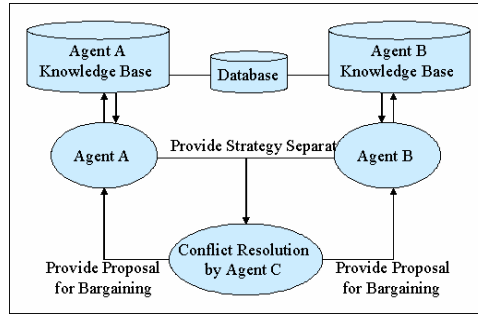 Agent A
Knowledge Base
Database
Agent B
Knowledge Base
Agent A
Provide Strategy Separat
Agent B
Conflict Resolution
by Agent C
Provide Proposal
for Bargaining
Provide Proposal
for Bargaining